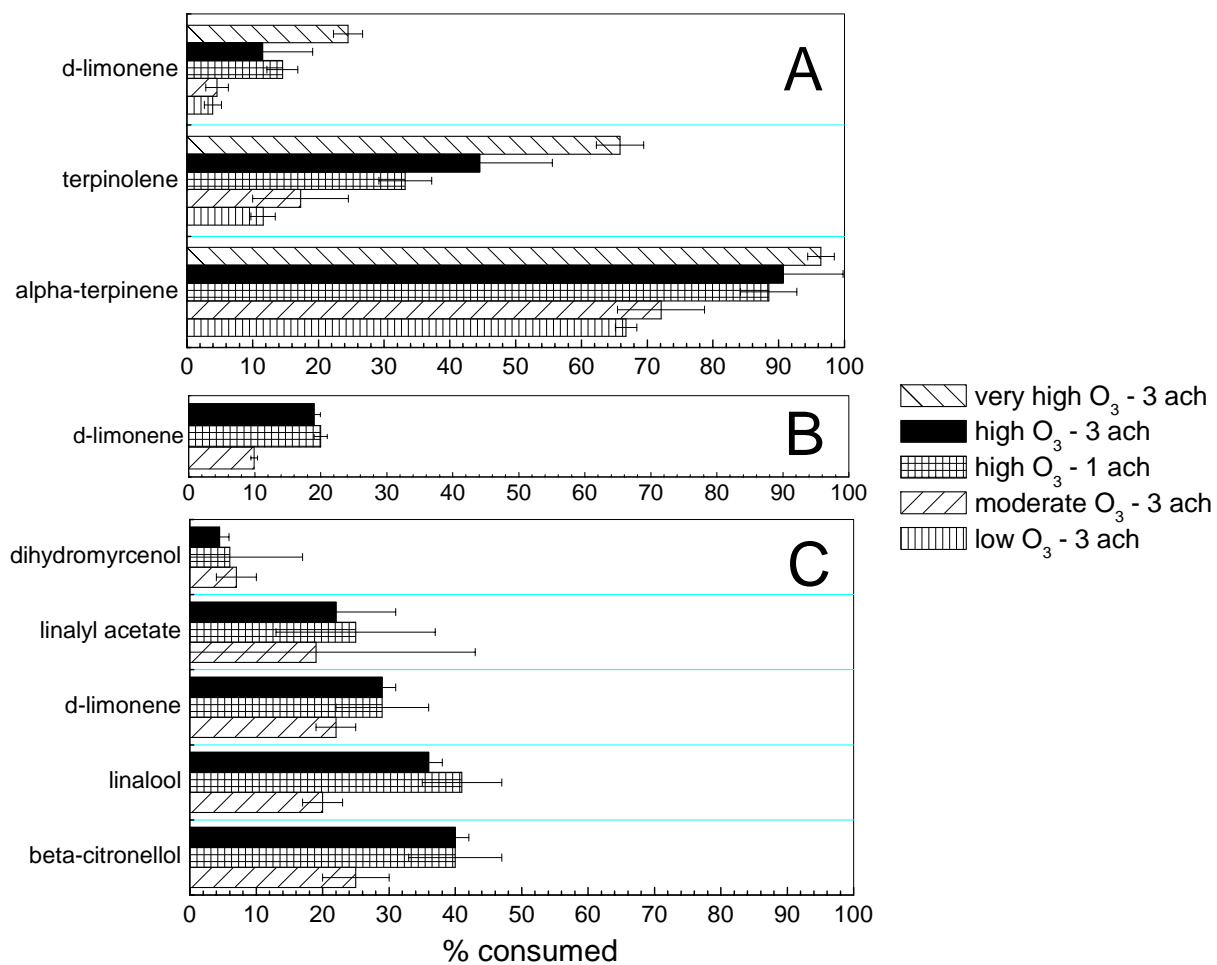 A
d-limonene
terpinolene
alpha-terpinene
0 10 20 30 40 50 60 70 80 90 100
B
d-limonene
0 10 20 30 40 50 60 70 80 90 100
very high O3 - 3 ach
high O3 - 3 ach
high O3 - 1 ach
moderate O3 - 3 ach
low O3 - 3 ach
C
dihydromyrcenol
linalyl acetate
d-limonene
linalool
beta-citronellol
0 10 20 30 40 50 60 70 80 90 100
% consumed